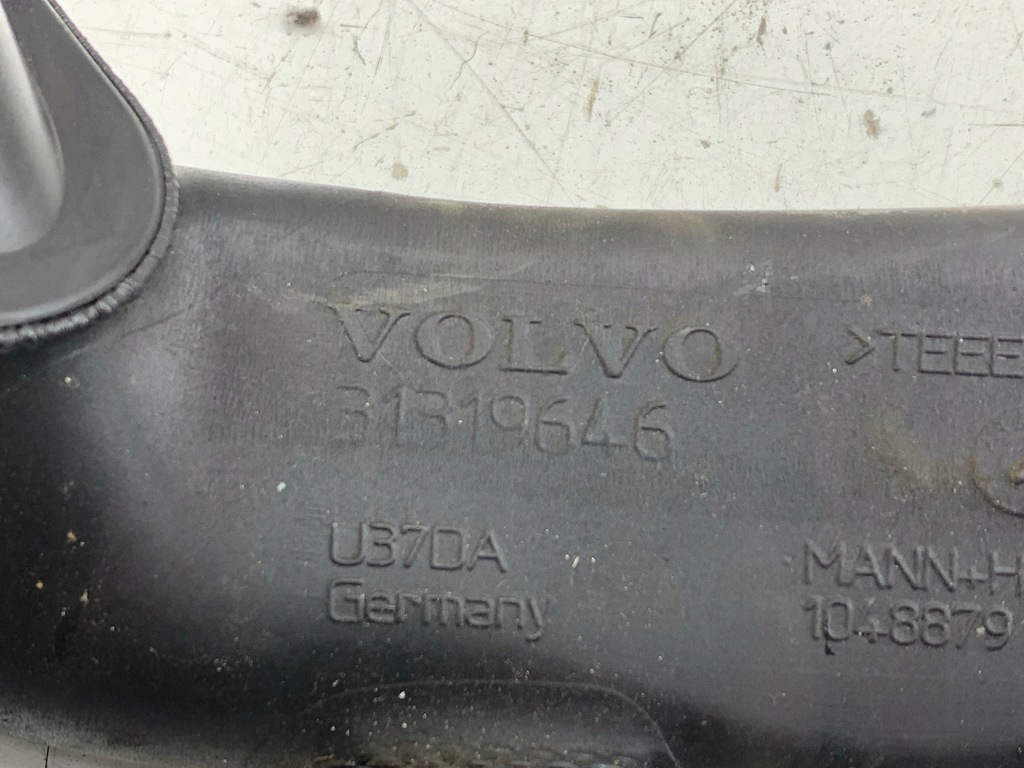 VOLVO
31319646
>TEEE
U37DA
Germany
MANN+H
1048879